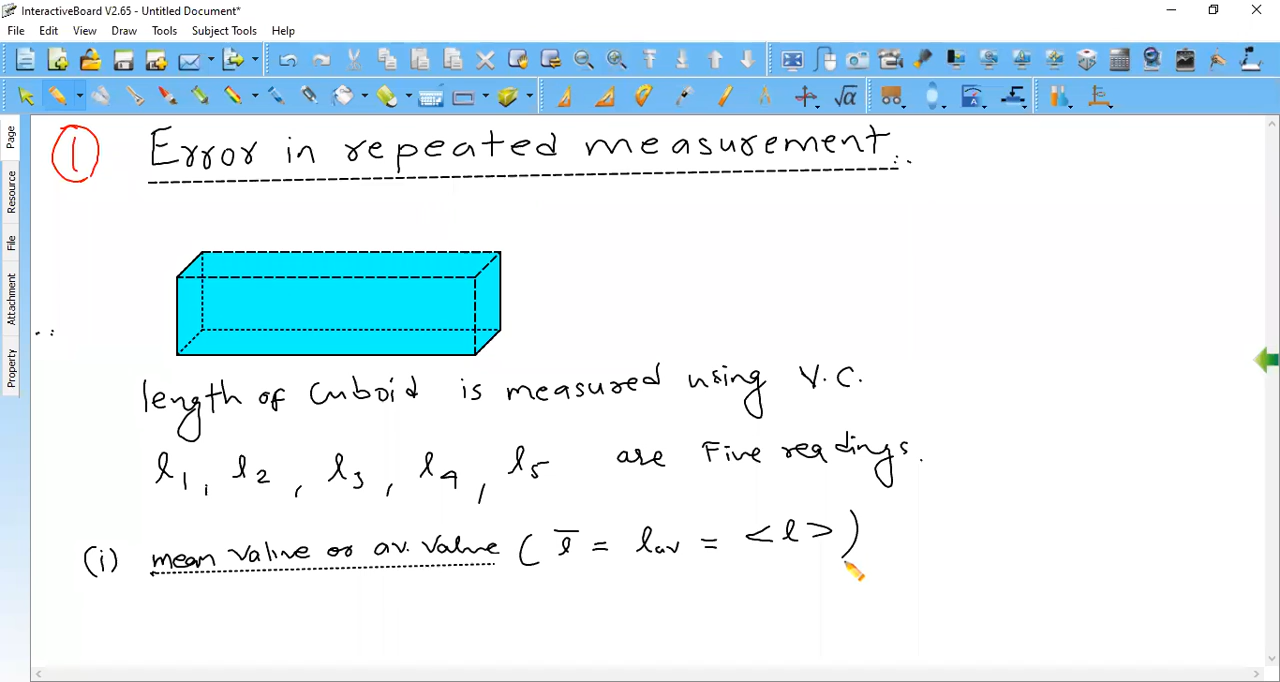 InteractiveBoard V2.65 - Untitled Document*
File Edit View Draw Tools Subject Tools Help
Page
Resource
File
Attachment
Property
1 Error in repeated measurement.
length of Cuboid is measured using V.C.
l1, l2, l3, l4, l5 are Five readings.
(i) mean value or av. value ( l̅ = lav = <l> )